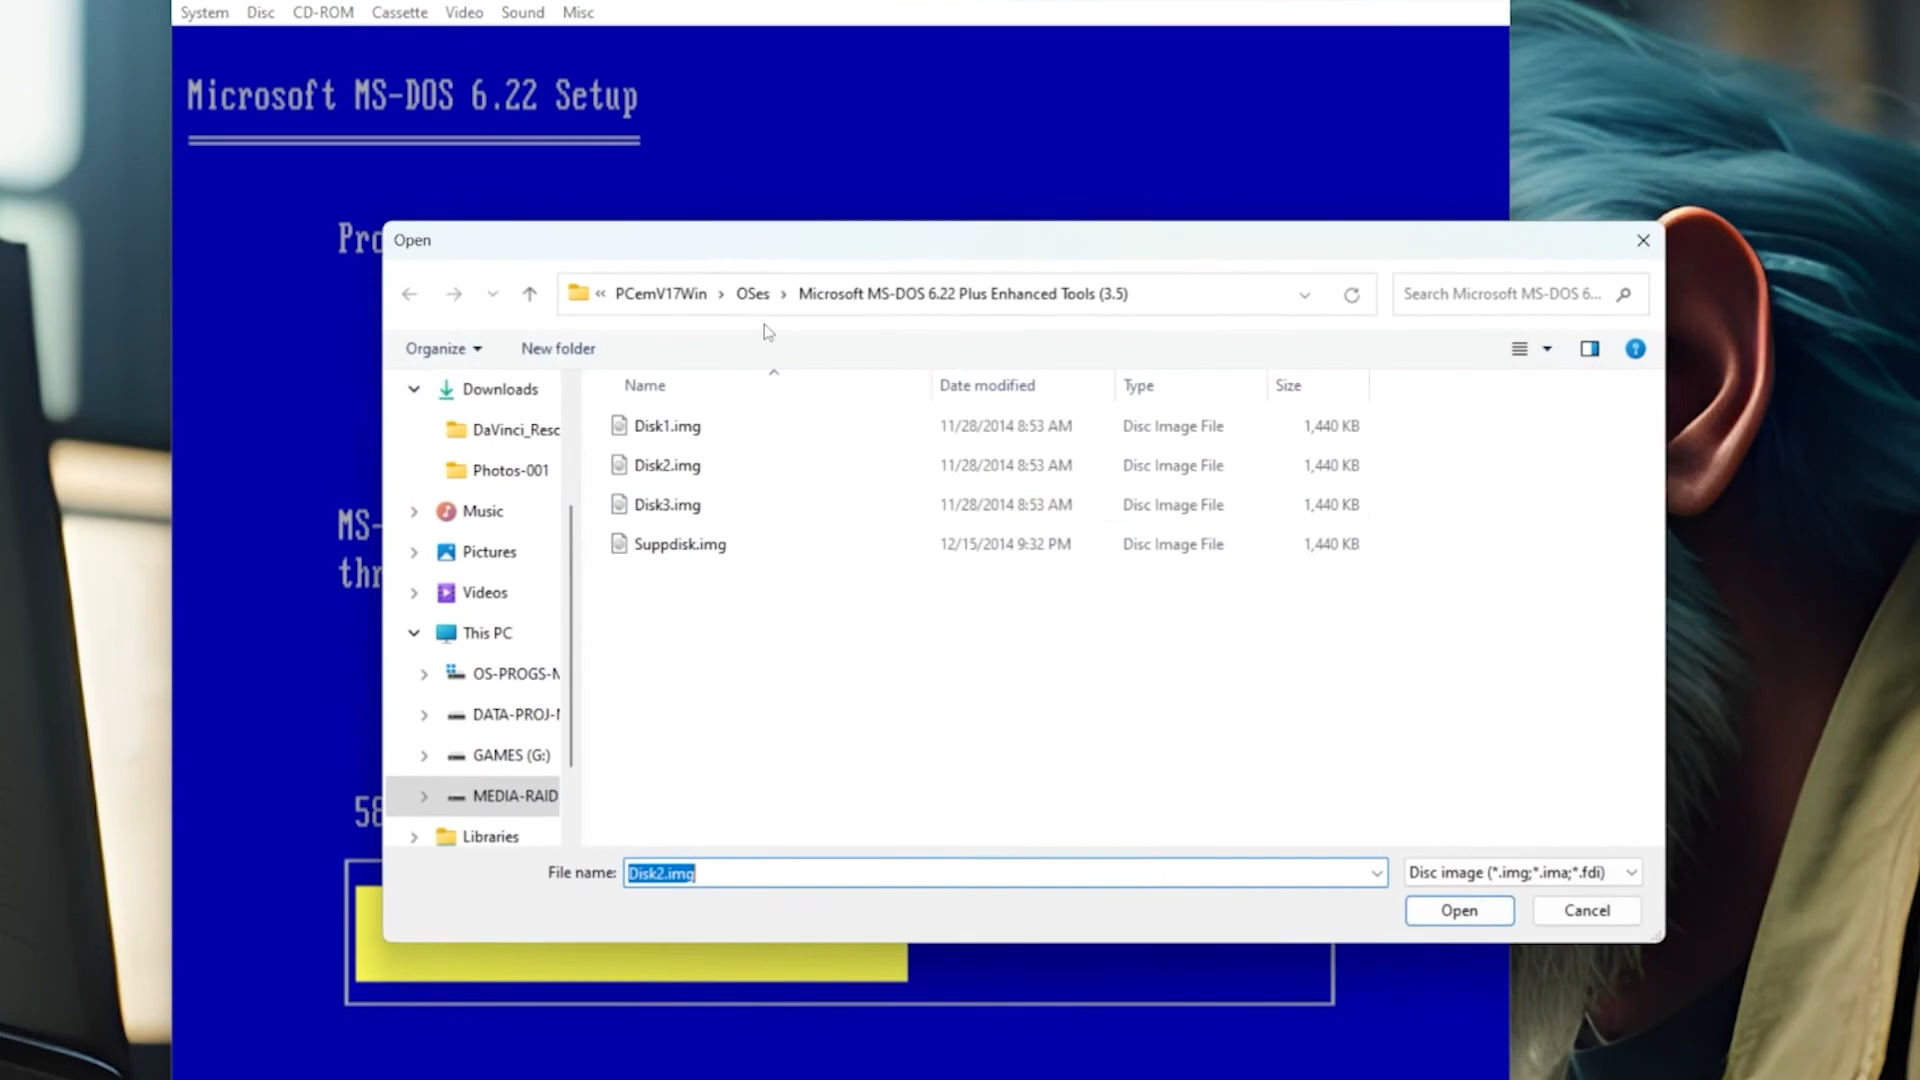 System Disc CD-ROM Cassette Video Sound Misc
Microsoft MS-DOS 6.22 Setup
Open
« PCemV17Win › OSes › Microsoft MS-DOS 6.22 Plus Enhanced Tools (3.5)
Search Microsoft MS-DOS 6...
Organize New folder
Name Date modified Type Size
Downloads
DaVinci_Resc
Photos-001
Music
Pictures
Videos
This PC
OS-PROGS-N
DATA-PROJ-
GAMES (G:)
MEDIA-RAID
Libraries
Disk1.img 11/28/2014 8:53 AM Disc Image File 1,440 KB
Disk2.img 11/28/2014 8:53 AM Disc Image File 1,440 KB
Disk3.img 11/28/2014 8:53 AM Disc Image File 1,440 KB
Suppdisk.img 12/15/2014 9:32 PM Disc Image File 1,440 KB
Pro
MS-
thr
58
File name: Disk2.img Disc image (*.img;*.ima;*.fdi)
Open Cancel